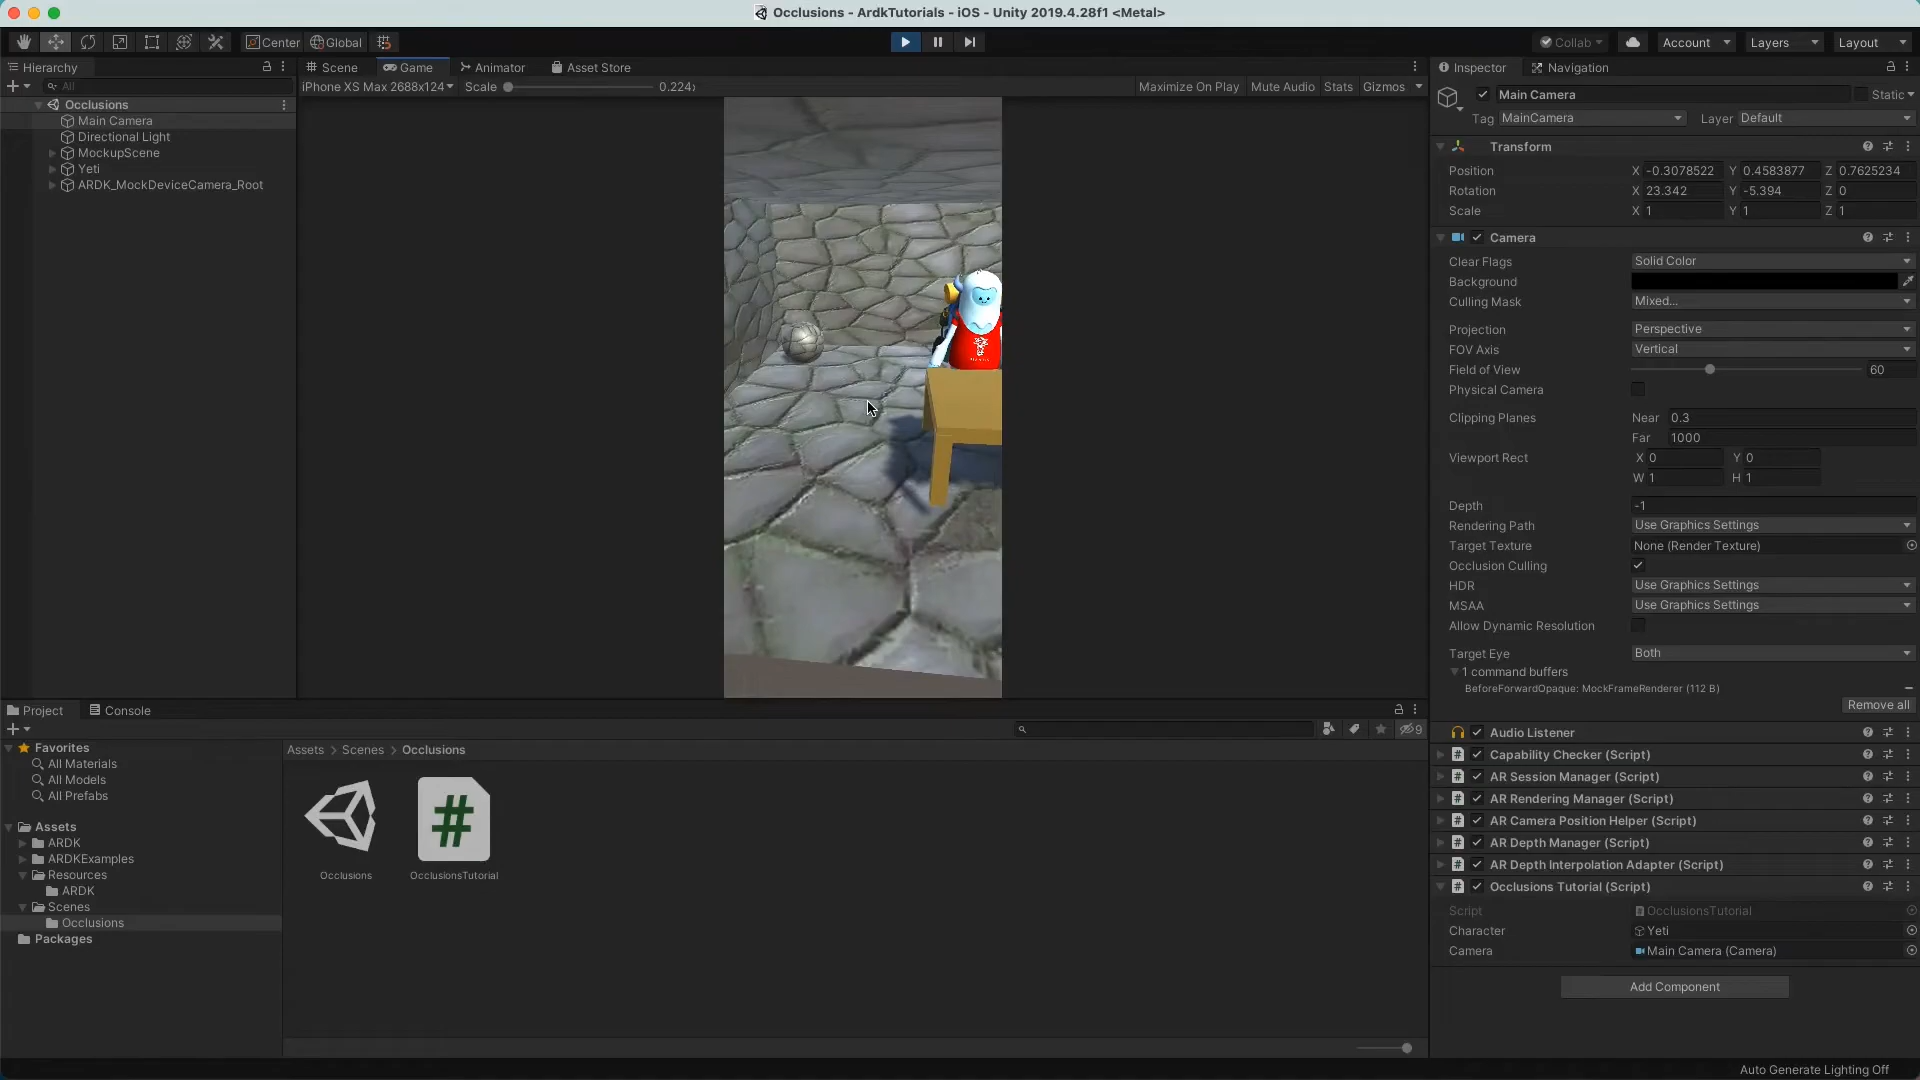 Occlusions - ArdkTutorials - iOS - Unity 2019.4.28f1 <Metal>
Center Global Collab Account Layers Layout
Hierarchy
All
Occlusions
Main Camera
Directional Light
MockupScene
Yeti
ARDK_MockDeviceCamera_Root
Scene Game Animator Asset Store
iPhone XS Max 2688x124 Scale 0.224x Maximize On Play Mute Audio Stats Gizmos
Inspector Navigation
Main Camera Static
Tag MainCamera Layer Default
Transform
Position X -0.3078522 Y 0.4583877 Z 0.7625234
Rotation X 23.342 Y -5.394 Z 0
Scale X 1 Y 1 Z 1
Camera
Clear Flags Solid Color
Background
Culling Mask Mixed...
Projection Perspective
FOV Axis Vertical
Field of View 60
Physical Camera
Clipping Planes Near 0.3
Far 1000
Viewport Rect X 0 Y 0
W 1 H 1
Depth -1
Rendering Path Use Graphics Settings
Target Texture None (Render Texture)
Occlusion Culling
HDR Use Graphics Settings
MSAA Use Graphics Settings
Allow Dynamic Resolution
Target Eye Both
1 command buffers
BeforeForwardOpaque: MockFrameRenderer (112 B)
Remove all
Audio Listener
Capability Checker (Script)
AR Session Manager (Script)
AR Rendering Manager (Script)
AR Camera Position Helper (Script)
AR Depth Manager (Script)
AR Depth Interpolation Adapter (Script)
Occlusions Tutorial (Script)
Script OcclusionsTutorial
Character Yeti
Camera Main Camera (Camera)
Add Component
Project Console
9
Favorites
All Materials
All Models
All Prefabs
Assets
ARDK
ARDKExamples
Resources
ARDK
Scenes
Occlusions
Packages
Assets > Scenes > Occlusions
Occlusions OcclusionsTutorial
Auto Generate Lighting Off